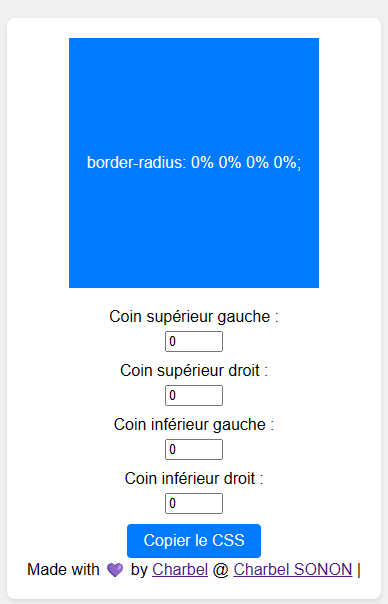 border-radius: 0% 0% 0% 0%;
Coin supérieur gauche :
0
Coin supérieur droit :
0
Coin inférieur gauche :
0
Coin inférieur droit :
0
Copier le CSS
Made with 💜 by Charbel @ Charbel SONON |